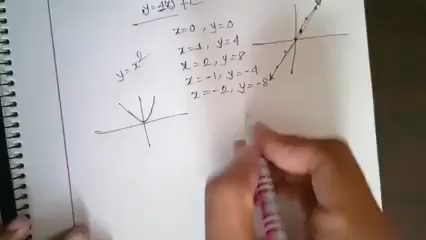 x=0, y=0
x=1, y=4
x=2, y=8
x=-1, y=-4
x=-2, y=-8
y=x²